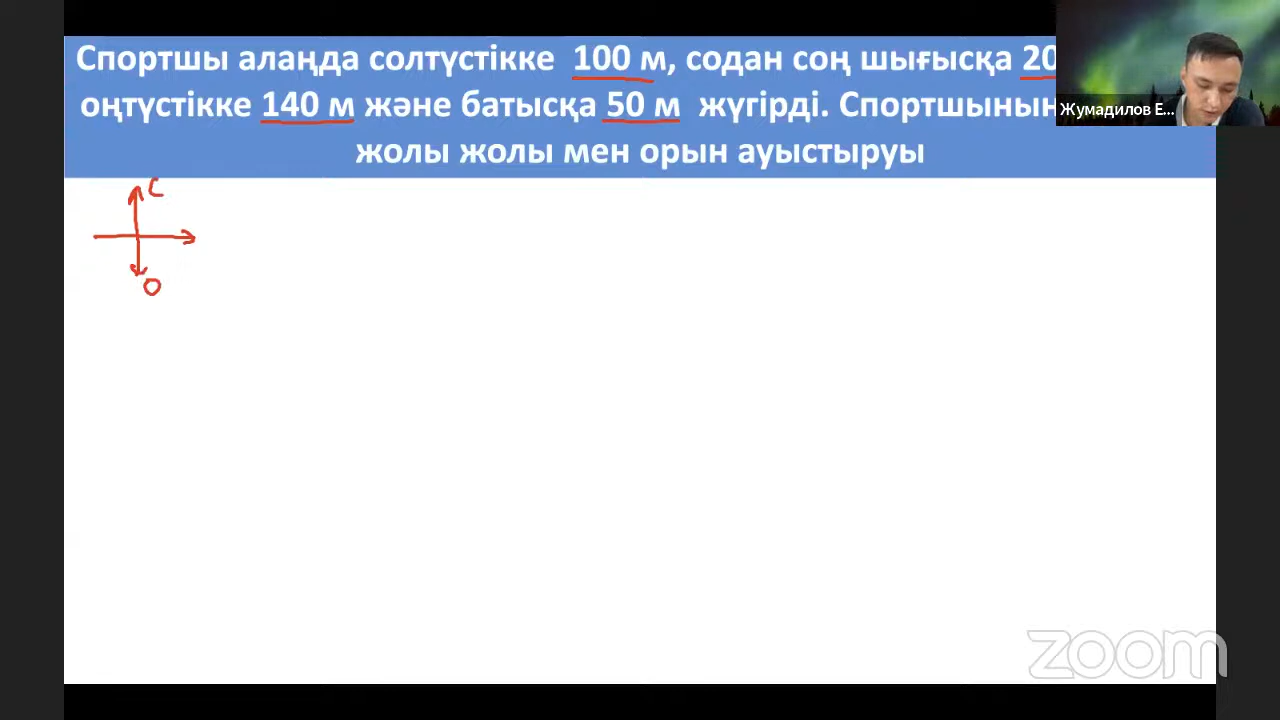 Спортшы алаңда солтүстікке 100 м, содан соң шығысқа 20
оңтүстікке 140 м және батысқа 50 м жүгірді. Спортшының
жолы жолы мен орын ауыстыруы
Жумадилов Е...
С
О
zoom